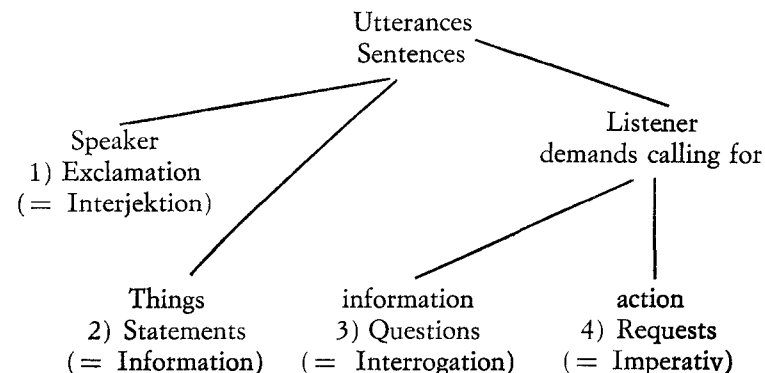 Utterances
Sentences
Speaker
1) Exclamation
(= Interjektion)
Listener
demands calling for
Things
2) Statements
(= Information)
information
3) Questions
(= Interrogation)
action
4) Requests
(= Imperativ)